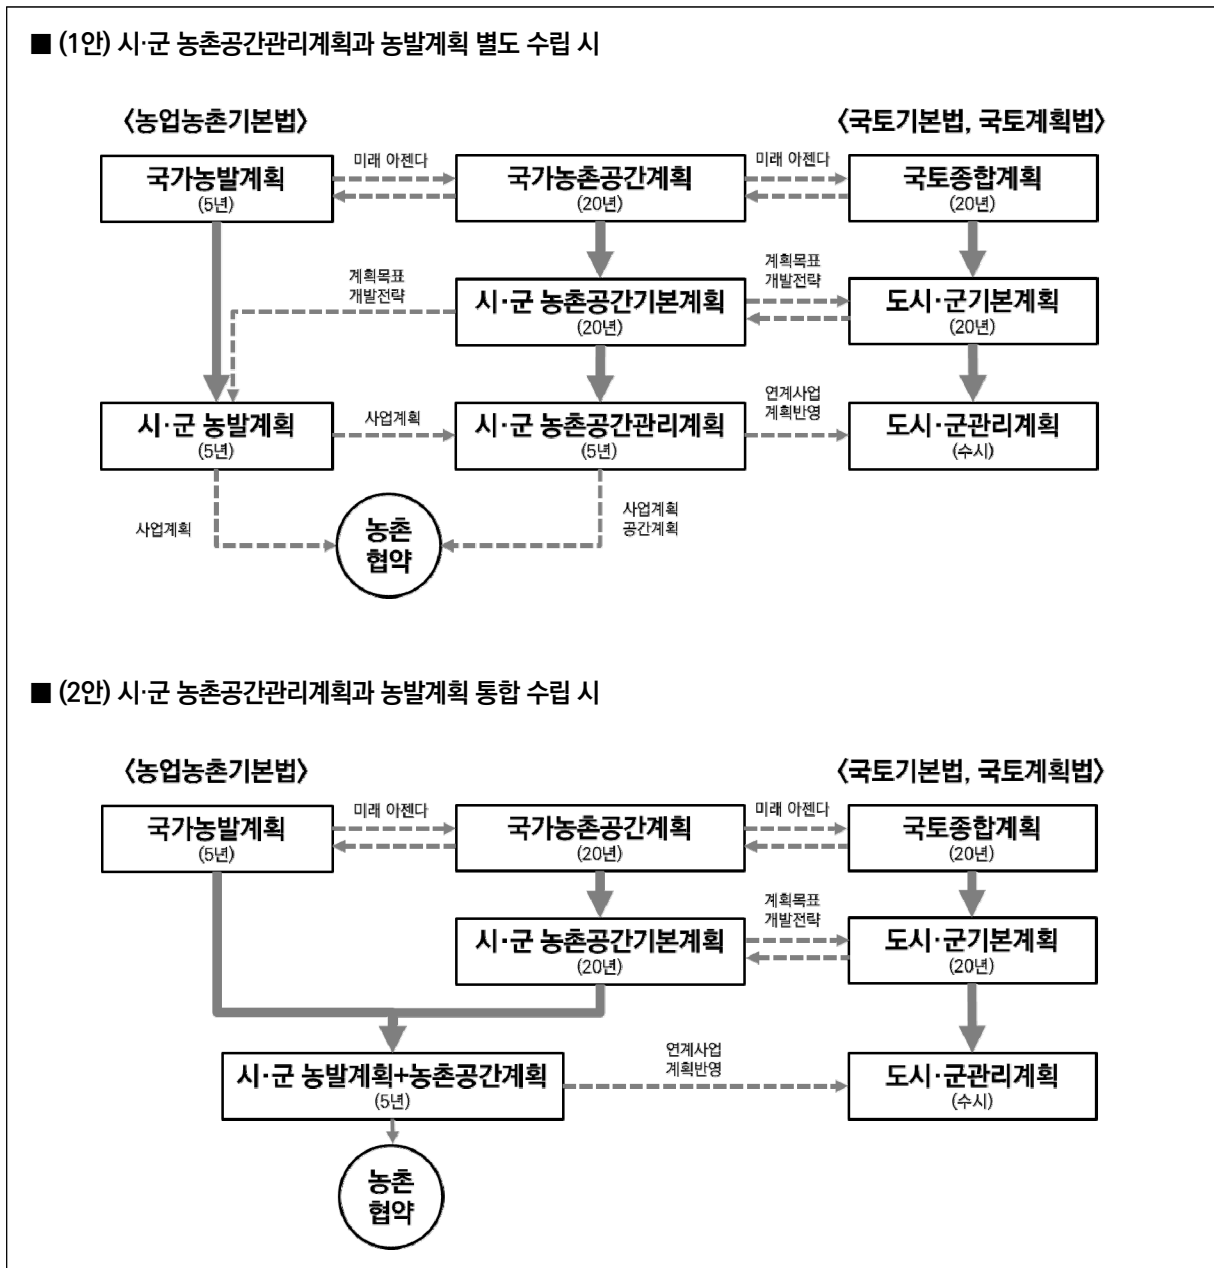 ■ (1안) 시·군 농촌공간관리계획과 농발계획 별도 수립 시
〈농업농촌기본법〉
〈국토기본법, 국토계획법〉
국가농발계획
(5년)
미래 아젠다
국가농촌공간계획
(20년)
미래 아젠다
국토종합계획
(20년)
계획목표
개발전략
시·군 농촌공간기본계획
(20년)
계획목표
개발전략
도시·군기본계획
(20년)
시·군 농발계획
(5년)
사업계획
시·군 농촌공간관리계획
(5년)
연계사업
계획반영
도시·군관리계획
(수시)
사업계획
농촌
협약
사업계획
공간계획
■ (2안) 시·군 농촌공간관리계획과 농발계획 통합 수립 시
〈농업농촌기본법〉
〈국토기본법, 국토계획법〉
국가농발계획
(5년)
미래 아젠다
국가농촌공간계획
(20년)
미래 아젠다
국토종합계획
(20년)
시·군 농촌공간기본계획
(20년)
계획목표
개발전략
도시·군기본계획
(20년)
시·군 농발계획+농촌공간계획
(5년)
연계사업
계획반영
도시·군관리계획
(수시)
농촌
협약